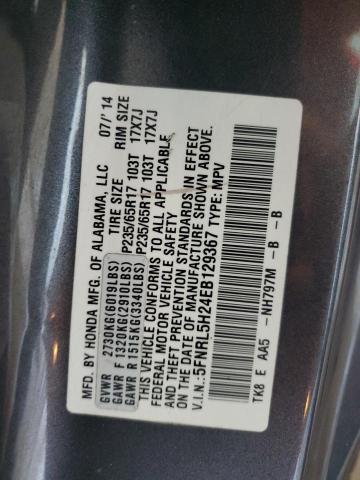 MFD. BY HONDA MFG. OF ALABAMA, LLC 07/'14
GVWR 2730KG(6019LBS) TIRE SIZE RIM SIZE
GAWR F 1320KG(2910LBS) P235/65R17 103T 17X7J
GAWR R 1515KG(3340LBS) P235/65R17 103T 17X7J
THIS VEHICLE CONFORMS TO ALL APPLICABLE
FEDERAL MOTOR VEHICLE SAFETY
AND THEFT PREVENTION STANDARDS IN EFFECT
ON THE DATE OF MANUFACTURE SHOWN ABOVE.
V.I.N.:5FNRL5H24EB129367 TYPE: MPV
TK8 E AA5 -NH797M -B -B